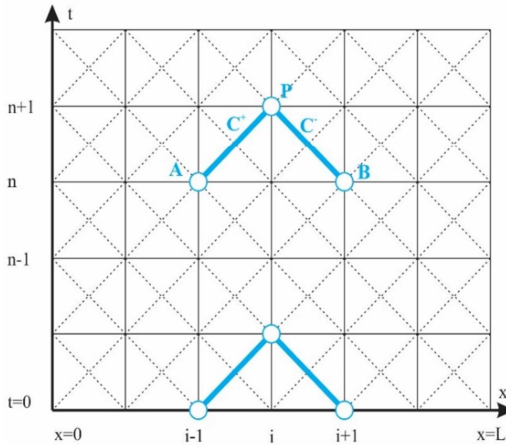 t
n+1
P
C⁺ C⁻
A B
n
n-1
t=0
x
x=0 i-1 i i+1 x=L